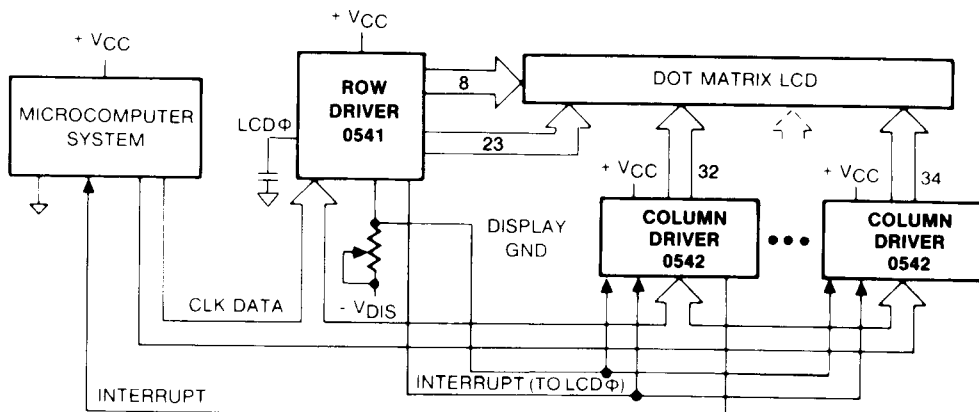 + VCC
MICROCOMPUTER
SYSTEM
+ VCC
ROW
DRIVER
0541
LCDΦ
8
23
DOT MATRIX LCD
+ VCC
32
COLUMN
DRIVER
0542
+ VCC
34
COLUMN
DRIVER
0542
DISPLAY
GND
- VDIS
CLK DATA
INTERRUPT
INTERRUPT (TO LCDΦ)